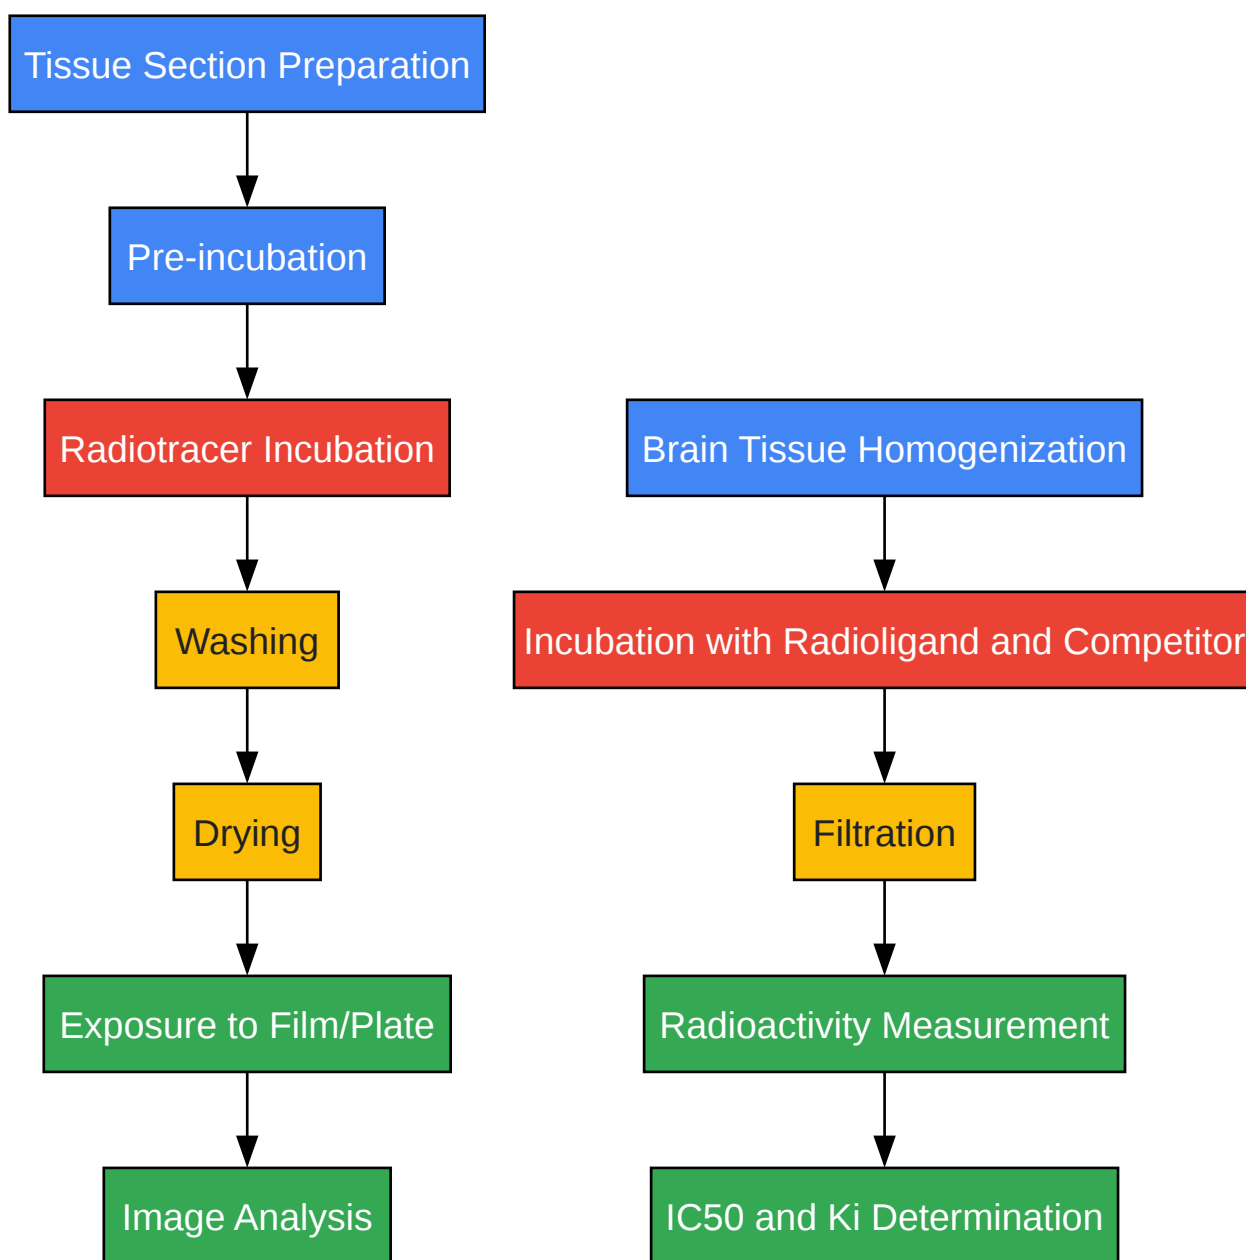 Tissue Section Preparation
Pre-incubation
Radiotracer Incubation
Washing
Drying
Exposure to Film/Plate
Image Analysis
Brain Tissue Homogenization
Incubation with Radioligand and Competitor
Filtration
Radioactivity Measurement
IC50 and Ki Determination